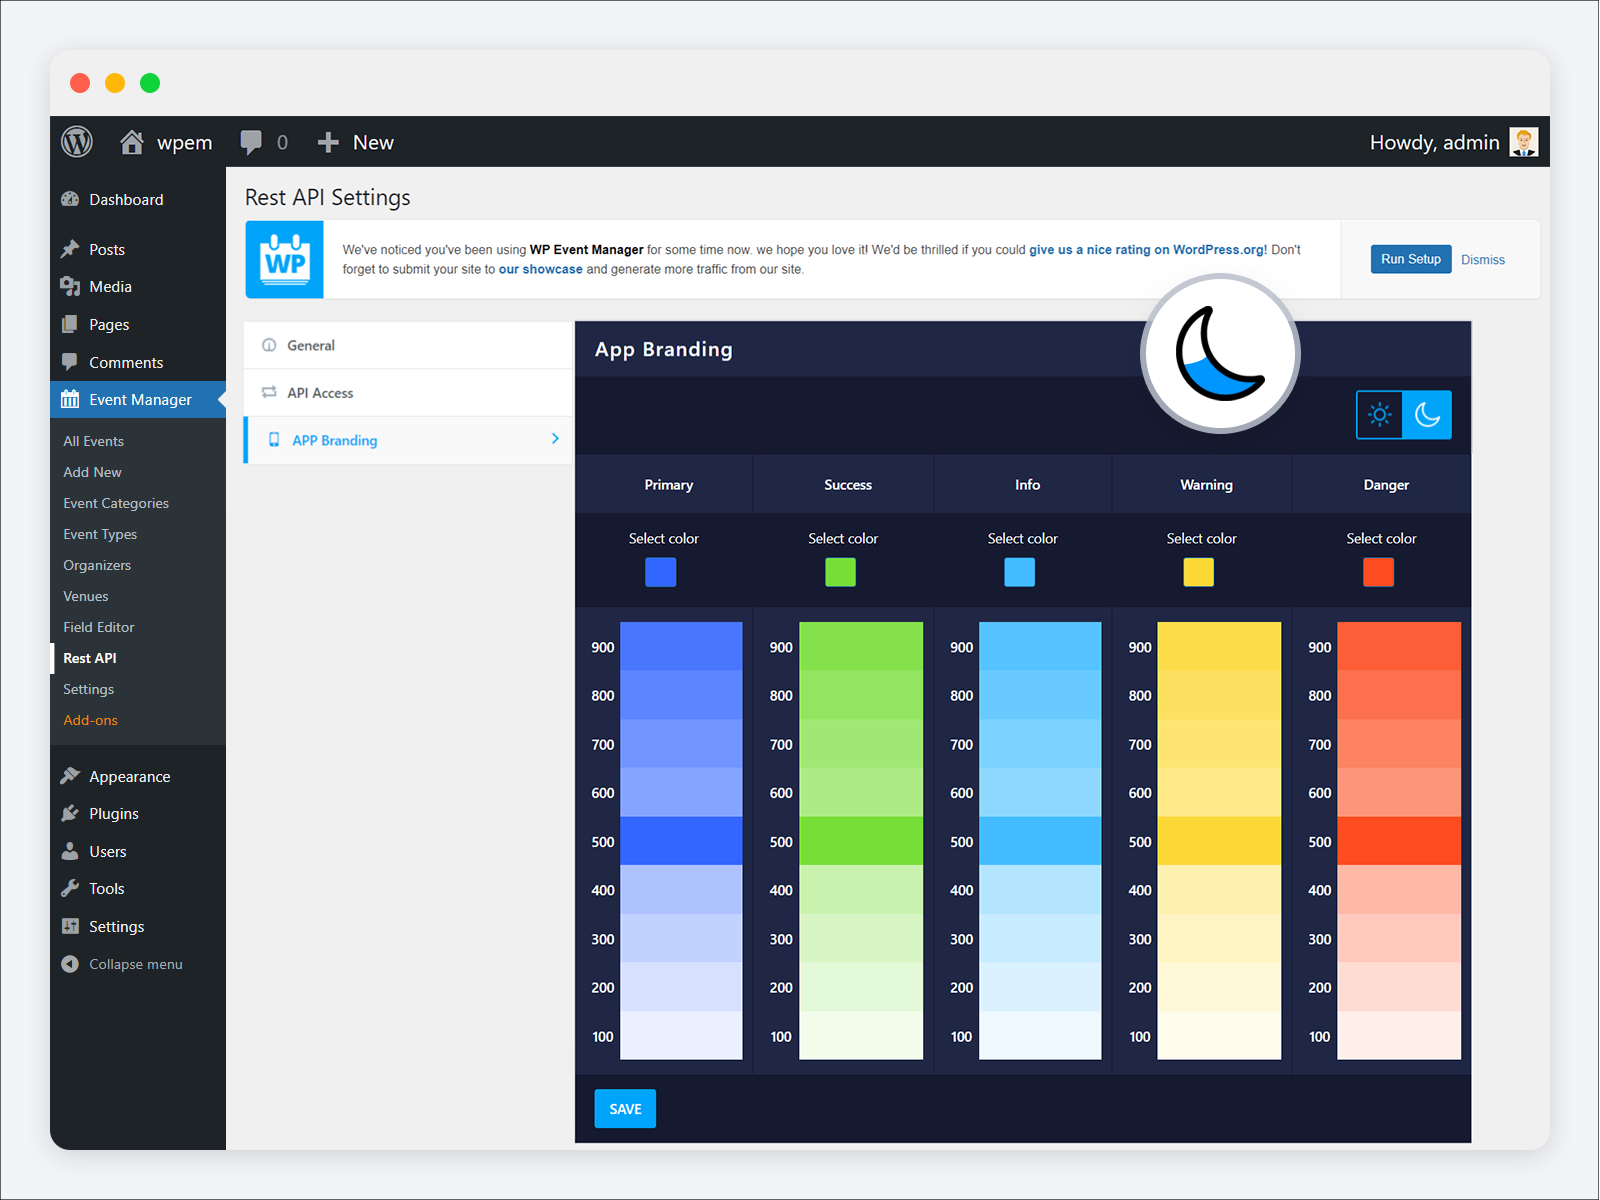 wpem 0 New Howdy, admin
Dashboard
Posts
Media
Pages
Comments
Event Manager
All Events
Add New
Event Categories
Event Types
Organizers
Venues
Field Editor
Rest API
Settings
Add-ons
Appearance
Plugins
Users
Tools
Settings
Collapse menu
Rest API Settings
WP
We've noticed you've been using WP Event Manager for some time now. we hope you love it! We'd be thrilled if you could give us a nice rating on WordPress.org! Don't
forget to submit your site to our showcase and generate more traffic from our site.
Run Setup Dismiss
General
API Access
APP Branding
App Branding
Primary Success Info Warning Danger
Select color Select color Select color Select color Select color
900 900 900 900 900
800 800 800 800 800
700 700 700 700 700
600 600 600 600 600
500 500 500 500 500
400 400 400 400 400
300 300 300 300 300
200 200 200 200 200
100 100 100 100 100
SAVE